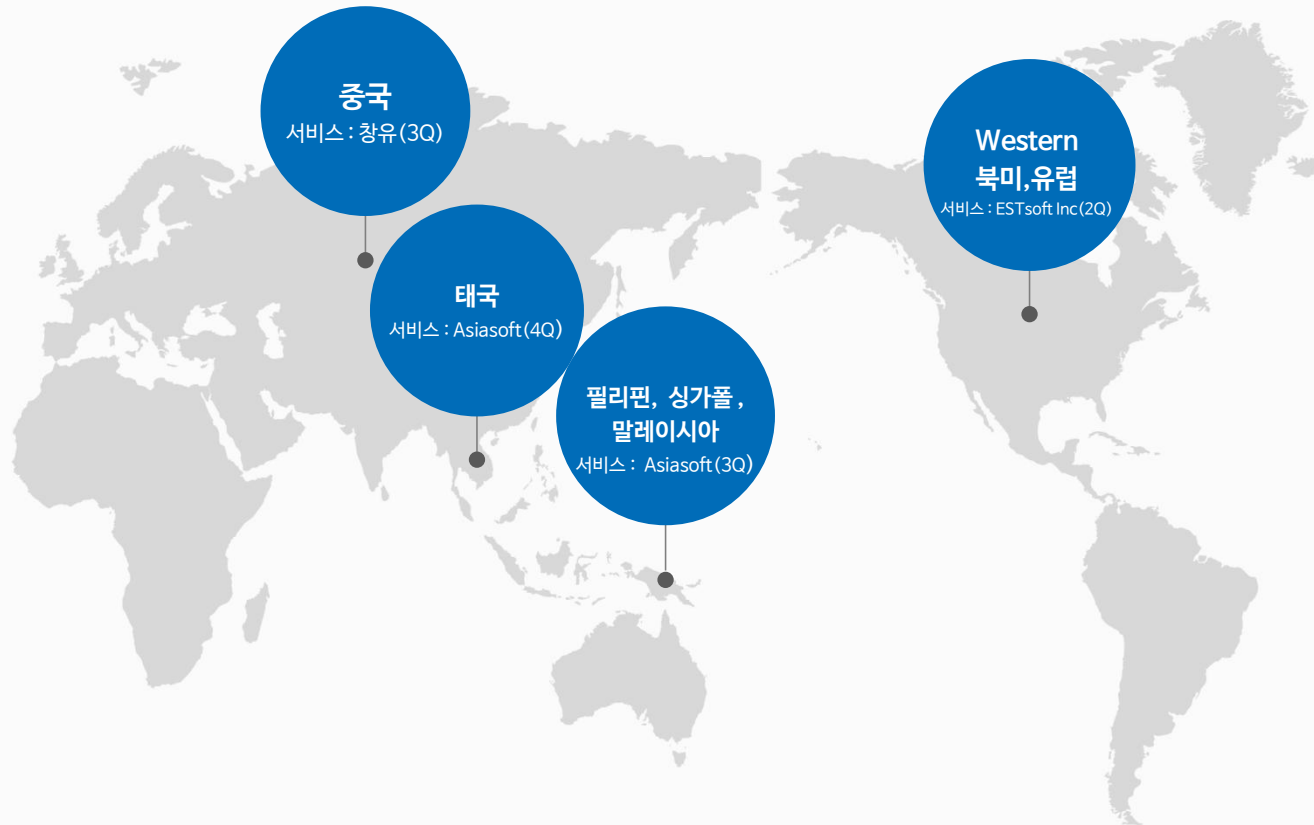 중국
서비스 : 창유(3Q)
Western
북미,유럽
서비스 : ESTsoft Inc(2Q)
태국
서비스 : Asiasoft(4Q)
필리핀, 싱가폴 ,
말레이시아
서비스 : Asiasoft(3Q)